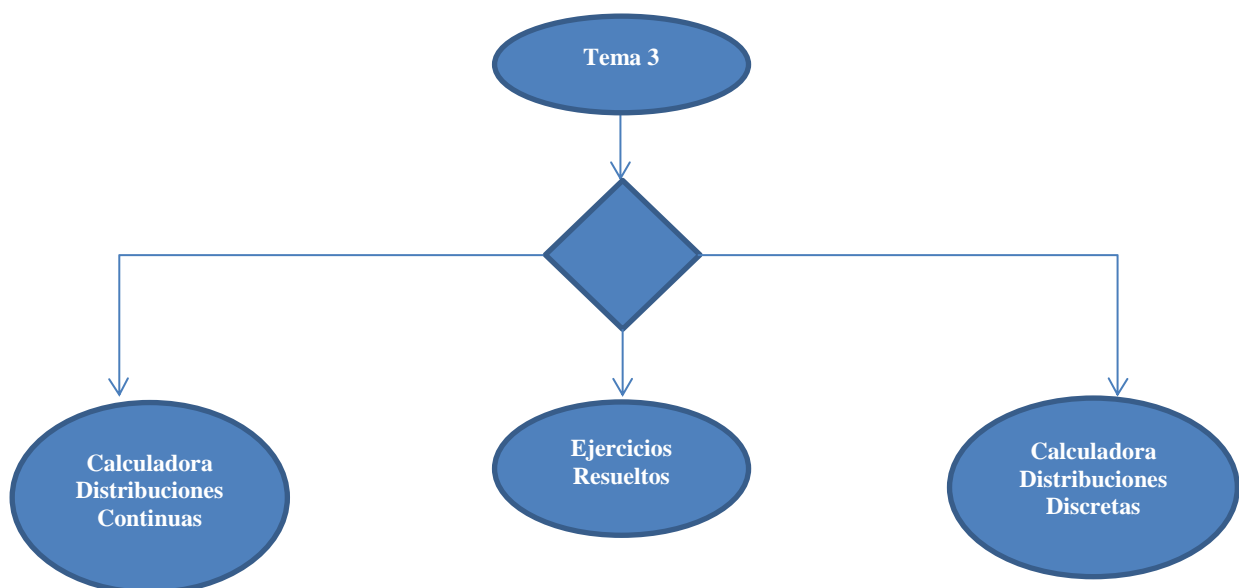 Tema 3
Calculadora
Distribuciones
Continuas
Ejercicios
Resueltos
Calculadora
Distribuciones
Discretas